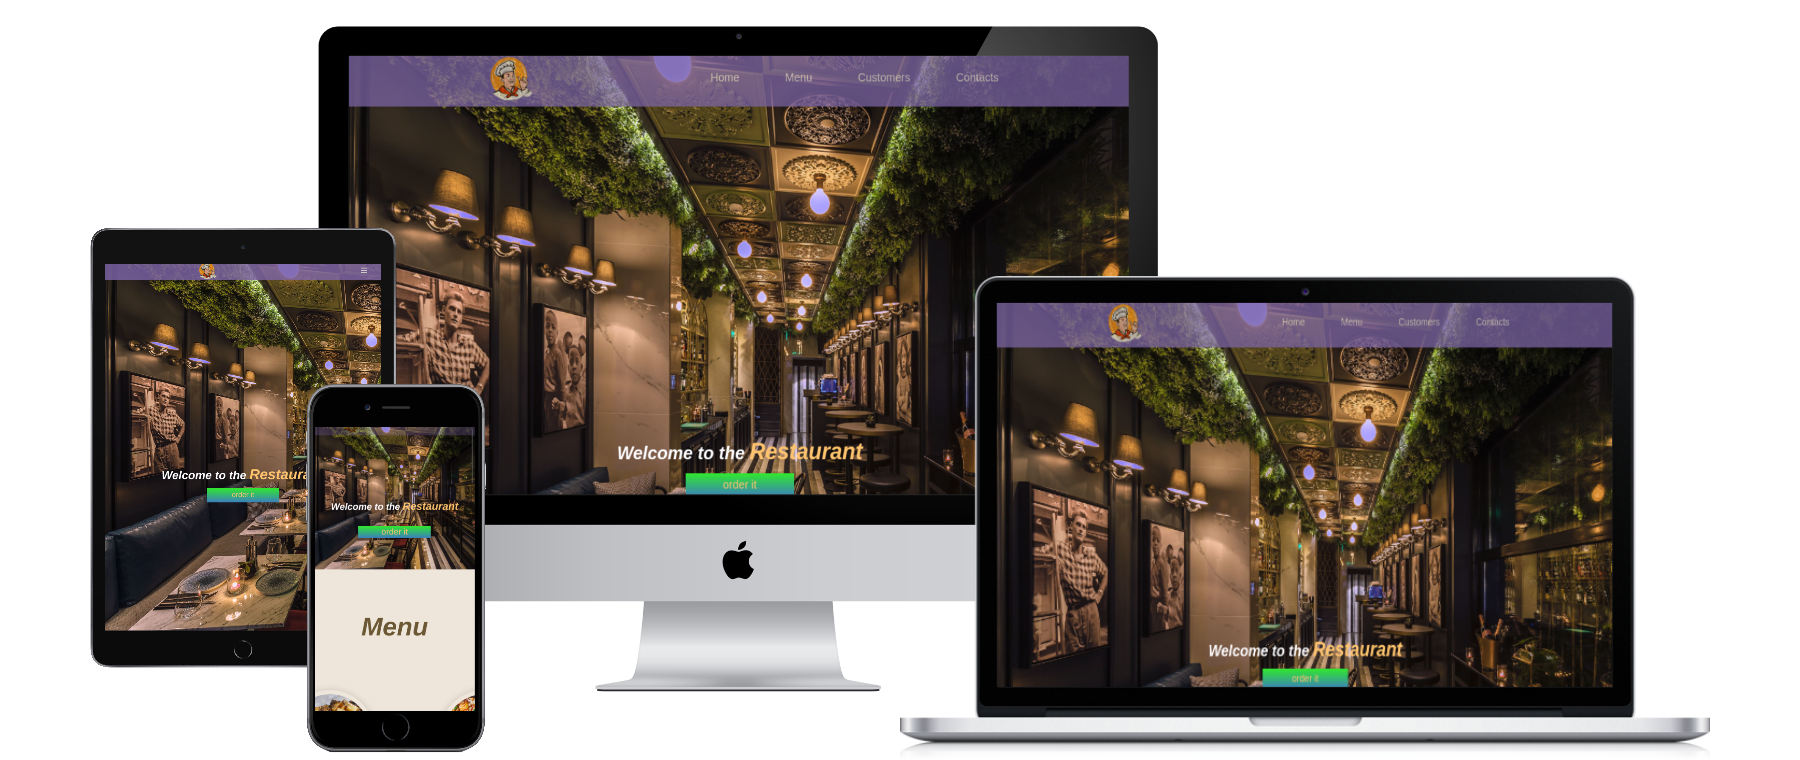 Home Menu Customers Contacts
Welcome to the Restaurant
order it
Welcome to the Restaura
order it
Welcome to the Restaurant
order it
Menu
Home Menu Customers Contacts
Welcome to the Restaurant
order it